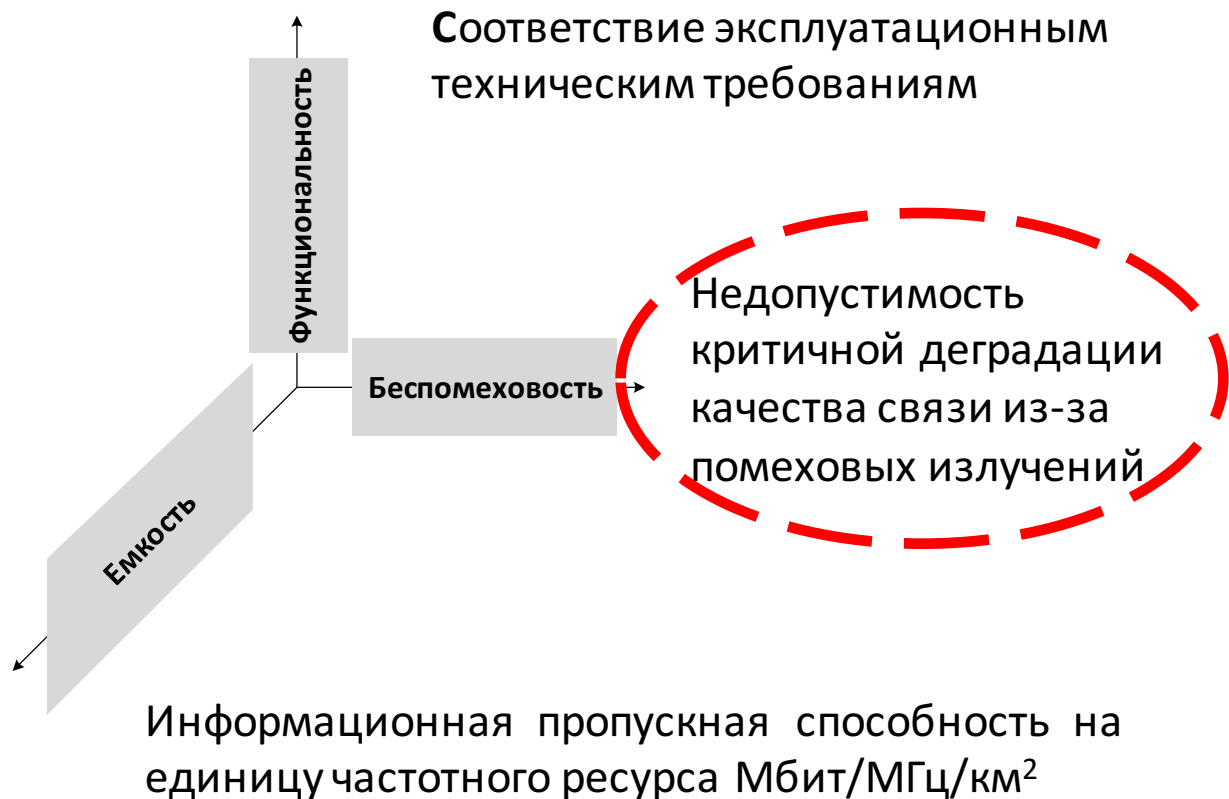 Соответствие эксплуатационным
техническим требованиям
Функциональность
Недопустимость
критичной деградации
качества связи из-за
помеховых излучений
Беспомеховость
Емкость
Информационная пропускная способность на
единицу частотного ресурса Мбит/МГц/км²